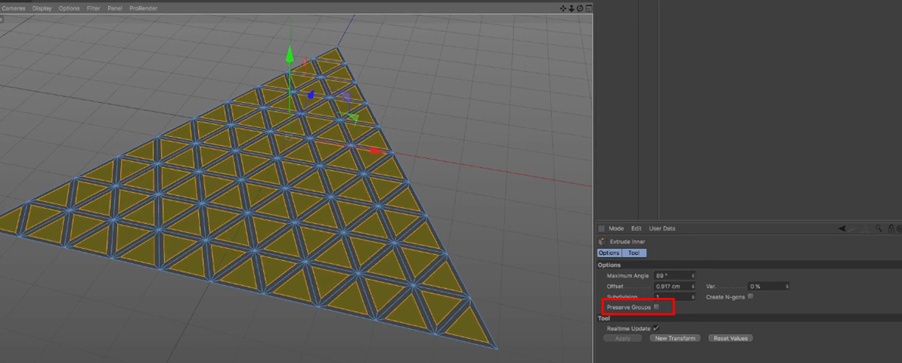 Cameras Display Options Filter Panel ProRender
Mode Edit User Data
Extrude Inner
Options Tool
Options
Maximum Angle 89 °
Offset 0.917 cm Var. 0 %
Subdivision 1 Create N-gons
Preserve Groups
Tool
Realtime Update
Apply New Transform Reset Values